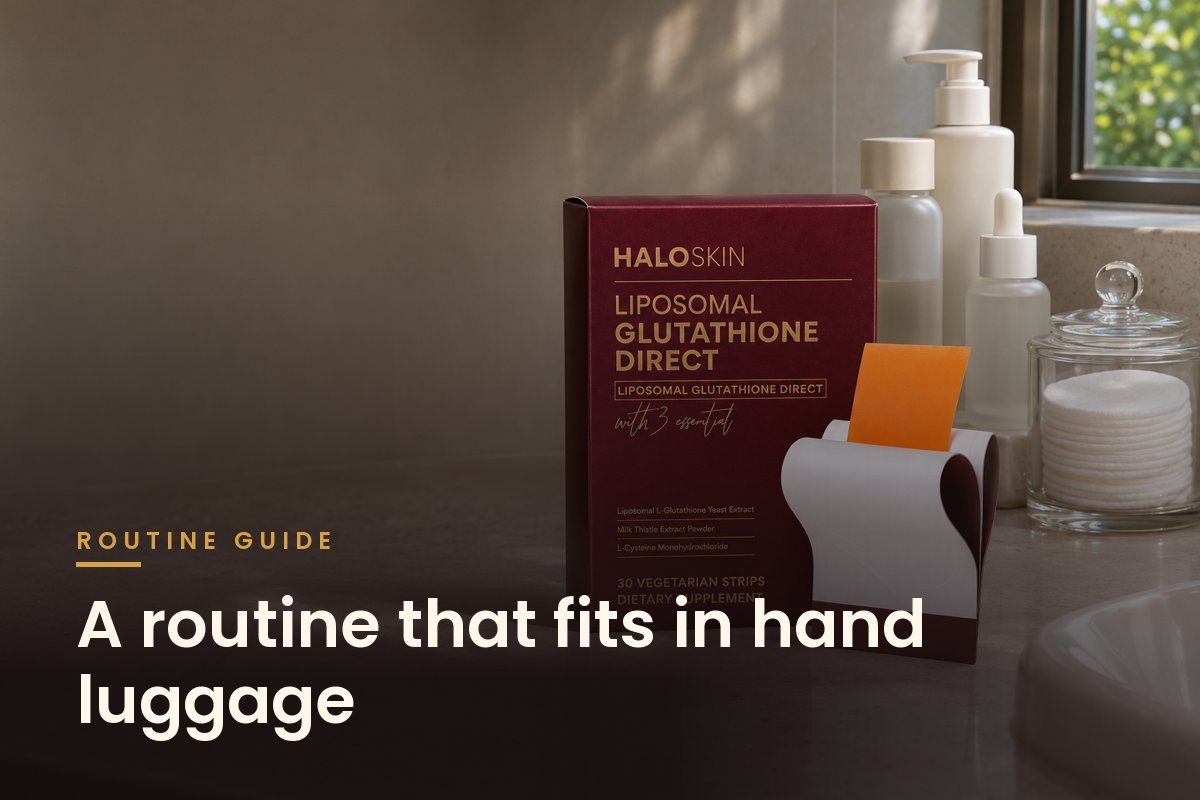 HALOSKIN
LIPOSOMAL
GLUTATHIONE
DIRECT
LIPOSOMAL GLUTATHIONE DIRECT
with 3 essential
Liposomal L-Glutathione Yeast Extract
Milk Thistle Extract Powder
L-Cysteine Monohydrochloride
30 VEGETARIAN STRIPS
DIETARY SUPPLEMENT
ROUTINE GUIDE
A routine that fits in hand
luggage